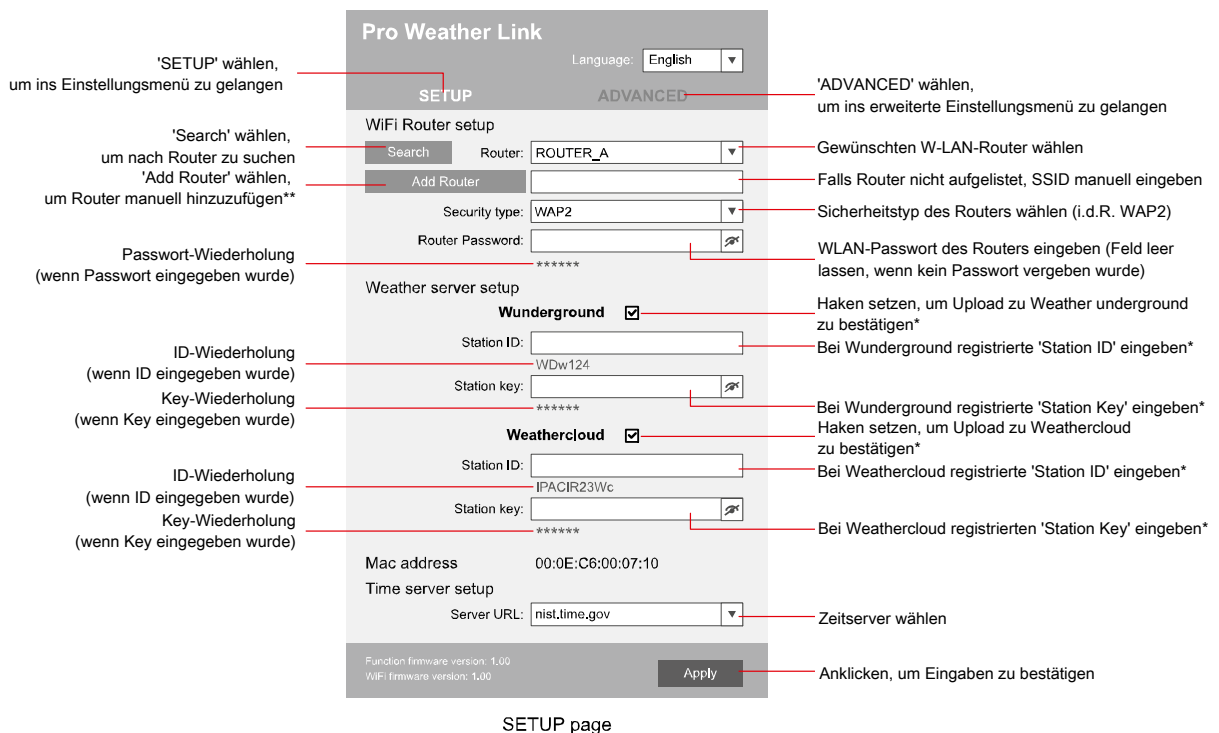 Pro Weather Link
Language: English
'SETUP' wählen,
um ins Einstellungsmenü zu gelangen
SETUP
ADVANCED
'ADVANCED' wählen,
um ins erweiterte Einstellungsmenü zu gelangen
WiFi Router setup
'Search' wählen,
um nach Router zu suchen
Search
Router: ROUTER_A
Gewünschten W-LAN-Router wählen
'Add Router' wählen,
um Router manuell hinzuzufügen**
Add Router
Falls Router nicht aufgelistet, SSID manuell eingeben
Security type: WAP2
Sicherheitstyp des Routers wählen (i.d.R. WAP2)
Router Password:
WLAN-Passwort des Routers eingeben (Feld leer
lassen, wenn kein Passwort vergeben wurde)
Passwort-Wiederholung
(wenn Passwort eingegeben wurde)
******
Weather server setup
Wunderground
Haken setzen, um Upload zu Weather underground
zu bestätigen*
Station ID:
Bei Wunderground registrierte 'Station ID' eingeben*
ID-Wiederholung
(wenn ID eingegeben wurde)
WDw124
Station key:
Key-Wiederholung
(wenn Key eingegeben wurde)
******
Bei Wunderground registrierte 'Station Key' eingeben*
Weathercloud
Haken setzen, um Upload zu Weathercloud
zu bestätigen*
Station ID:
Bei Weathercloud registrierte 'Station ID' eingeben*
ID-Wiederholung
(wenn ID eingegeben wurde)
IPACIR23Wc
Station key:
Key-Wiederholung
(wenn Key eingegeben wurde)
******
Bei Weathercloud registrierten 'Station Key' eingeben*
Mac address 00:0E:C6:00:07:10
Time server setup
Server URL: nist.time.gov
Zeitserver wählen
Function firmware version: 1.00
WiFi firmware version: 1.00
Apply
Anklicken, um Eingaben zu bestätigen
SETUP page